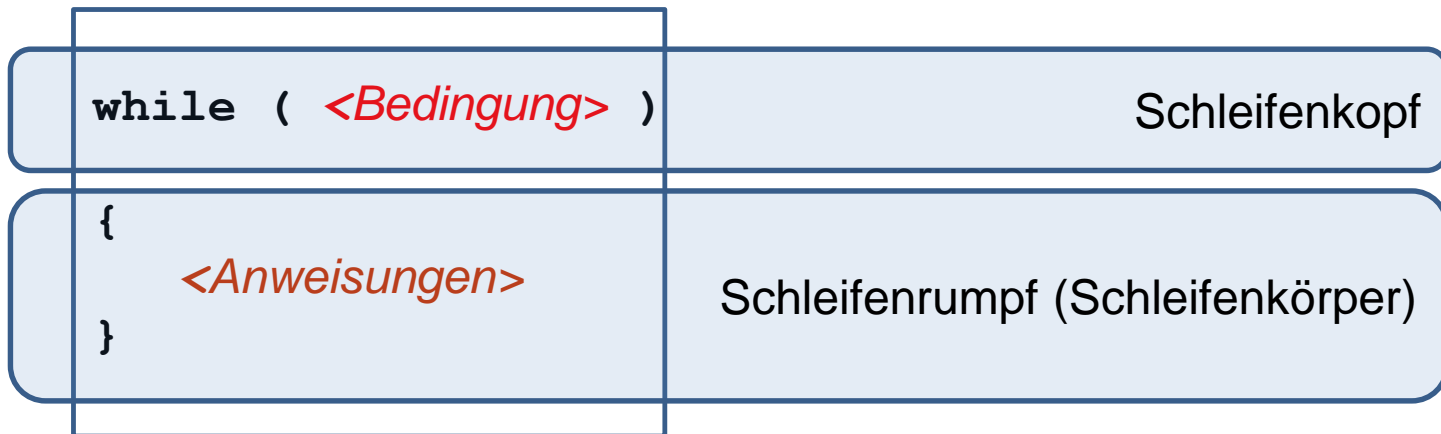 while ( <Bedingung> ) Schleifenkopf
{
<Anweisungen>
Schleifenrumpf (Schleifenkörper)
}